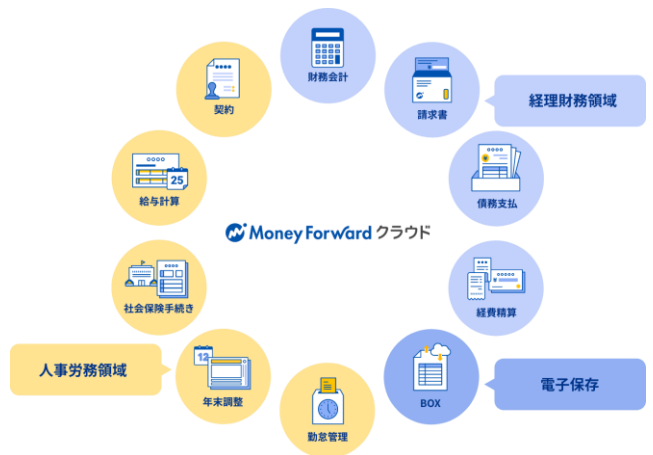 財務会計
請求書
経理財務領域
債務支払
経費精算
BOX
電子保存
勤怠管理
12
年末調整
人事労務領域
社会保険手続き
25
給与計算
契約
Money Forward クラウド